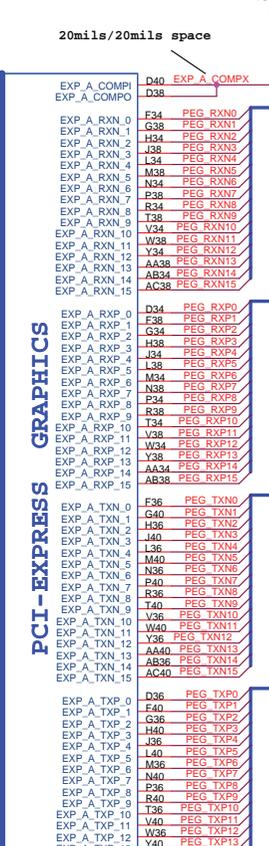 20mils/20mils space
EXP_A_COMPI D40 EXP_A_COMPX
EXP_A_COMPO D38
EXP_A_RXN_0 F34 PEG_RXN0
EXP_A_RXN_1 G38 PEG_RXN1
EXP_A_RXN_2 H34 PEG_RXN2
EXP_A_RXN_3 J38 PEG_RXN3
EXP_A_RXN_4 L34 PEG_RXN4
EXP_A_RXN_5 M38 PEG_RXN5
EXP_A_RXN_6 N34 PEG_RXN6
EXP_A_RXN_7 P38 PEG_RXN7
EXP_A_RXN_8 R34 PEG_RXN8
EXP_A_RXN_9 T38 PEG_RXN9
EXP_A_RXN_10 V34 PEG_RXN10
EXP_A_RXN_11 W38 PEG_RXN11
EXP_A_RXN_12 Y34 PEG_RXN12
EXP_A_RXN_13 AA38 PEG_RXN13
EXP_A_RXN_14 AB34 PEG_RXN14
EXP_A_RXN_15 AC38 PEG_RXN15
EXP_A_RXP_0 D34 PEG_RXP0
EXP_A_RXP_1 F38 PEG_RXP1
EXP_A_RXP_2 G34 PEG_RXP2
EXP_A_RXP_3 H38 PEG_RXP3
EXP_A_RXP_4 J34 PEG_RXP4
EXP_A_RXP_5 L38 PEG_RXP5
EXP_A_RXP_6 M34 PEG_RXP6
EXP_A_RXP_7 N38 PEG_RXP7
EXP_A_RXP_8 P34 PEG_RXP8
EXP_A_RXP_9 R38 PEG_RXP9
EXP_A_RXP_10 T34 PEG_RXP10
EXP_A_RXP_11 V38 PEG_RXP11
EXP_A_RXP_12 W34 PEG_RXP12
EXP_A_RXP_13 Y38 PEG_RXP13
EXP_A_RXP_14 AA34 PEG_RXP14
EXP_A_RXP_15 AB38 PEG_RXP15
PCI-EXPRESS GRAPHICS
EXP_A_TXN_0 F36 PEG_TXN0
EXP_A_TXN_1 G40 PEG_TXN1
EXP_A_TXN_2 H36 PEG_TXN2
EXP_A_TXN_3 J40 PEG_TXN3
EXP_A_TXN_4 L36 PEG_TXN4
EXP_A_TXN_5 M40 PEG_TXN5
EXP_A_TXN_6 N36 PEG_TXN6
EXP_A_TXN_7 P40 PEG_TXN7
EXP_A_TXN_8 R36 PEG_TXN8
EXP_A_TXN_9 T40 PEG_TXN9
EXP_A_TXN_10 V36 PEG_TXN10
EXP_A_TXN_11 W40 PEG_TXN11
EXP_A_TXN_12 Y36 PEG_TXN12
EXP_A_TXN_13 AA40 PEG_TXN13
EXP_A_TXN_14 AB36 PEG_TXN14
EXP_A_TXN_15 AC40 PEG_TXN15
EXP_A_TXP_0 D36 PEG_TXP0
EXP_A_TXP_1 F40 PEG_TXP1
EXP_A_TXP_2 G36 PEG_TXP2
EXP_A_TXP_3 H40 PEG_TXP3
EXP_A_TXP_4 J36 PEG_TXP4
EXP_A_TXP_5 L40 PEG_TXP5
EXP_A_TXP_6 M36 PEG_TXP6
EXP_A_TXP_7 N40 PEG_TXP7
EXP_A_TXP_8 P36 PEG_TXP8
EXP_A_TXP_9 R40 PEG_TXP9
EXP_A_TXP_10 T36 PEG_TXP10
EXP_A_TXP_11 V40 PEG_TXP11
EXP_A_TXP_12 W36 PEG_TXP12
Y40 PEG_TXP13